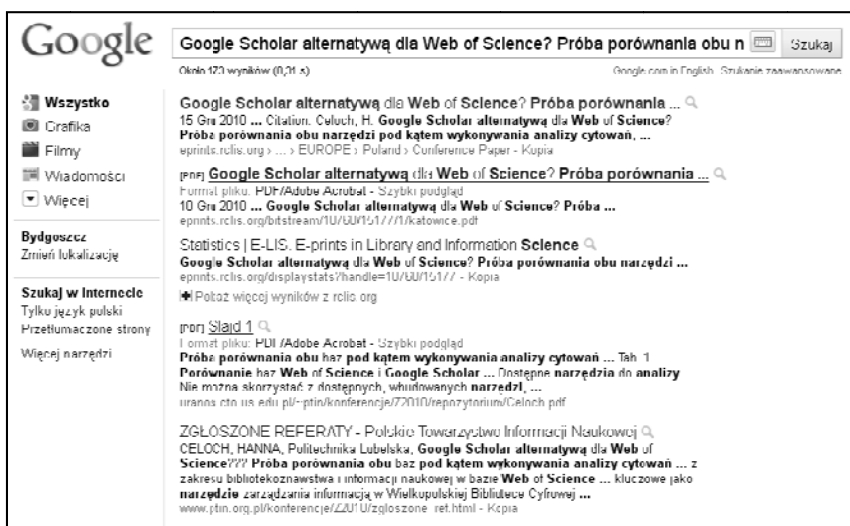 Google
Google Scholar alternatywą dla Web of Science? Próba porównania obu n
Szukaj
Około 173 wyników (0,31 s)
Google.com in English Szukanie zaawansowane
Wszystko
Grafika
Filmy
Wiadomości
Więcej
Bydgoszcz
Zmień lokalizację
Szukaj w Internecie
Tylko język polski
Przetłumaczone strony
Więcej narzędzi
Google Scholar alternatywą dla Web of Science? Próba porównania ...
15 Gru 2010 ... Citation: Celoch, H. Google Scholar alternatywą dla Web of Science?
Próba porównania obu narzędzi pod kątem wykonywania analizy cytowań, ...
eprints.rclis.org › ... › EUROPE › Poland › Conference Paper - Kopia
[PDF] Google Scholar alternatywą dla Web of Science? Próba porównania ...
Format pliku: PDF/Adobe Acrobat - Szybki podgląd
10 Gru 2010 ... Google Scholar alternatywą dla Web of Science? Próba ...
eprints.rclis.org/bitstream/10760/15177/1/katowice.pdf
Statistics | E-LIS. E-prints in Library and Information Science
Google Scholar alternatywą dla Web of Science? Próba porównania obu narzędzi ...
eprints.rclis.org/displaystats?handle=10760/15177 - Kopia
Pokaż więcej wyników z rclis.org
[PDF] Slajd 1
Format pliku: PDF/Adobe Acrobat - Szybki podgląd
Próba porównania obu baz pod kątem wykonywania analizy cytowań ... Tab. 1
Porównanie baz Web of Science i Google Scholar ... Dostępne narzędzia do analizy
Nie można skorzystać z dostępnych, wbudowanych narzędzi, ...
uranos.cto.us.edu.pl/~ptin/konferencje/Z2010/repozytorium/Celoch.pdf
ZGŁOSZONE REFERATY - Polskie Towarzystwo Informacji Naukowej
CELOCH, HANNA, Politechnika Lubelska, Google Scholar alternatywą dla Web of
Science??? Próba porównania obu baz pod kątem wykonywania analizy cytowań ... z
zakresu bibliotekoznawstwa i informacji naukowej w bazie Web of Science ... kluczowe jako
narzędzie zarządzania informacją w Wielkopolskiej Bibliotece Cyfrowej ...
www.ptin.org.pl/konferencje/Z2010/zgloszone_ref.html - Kopia